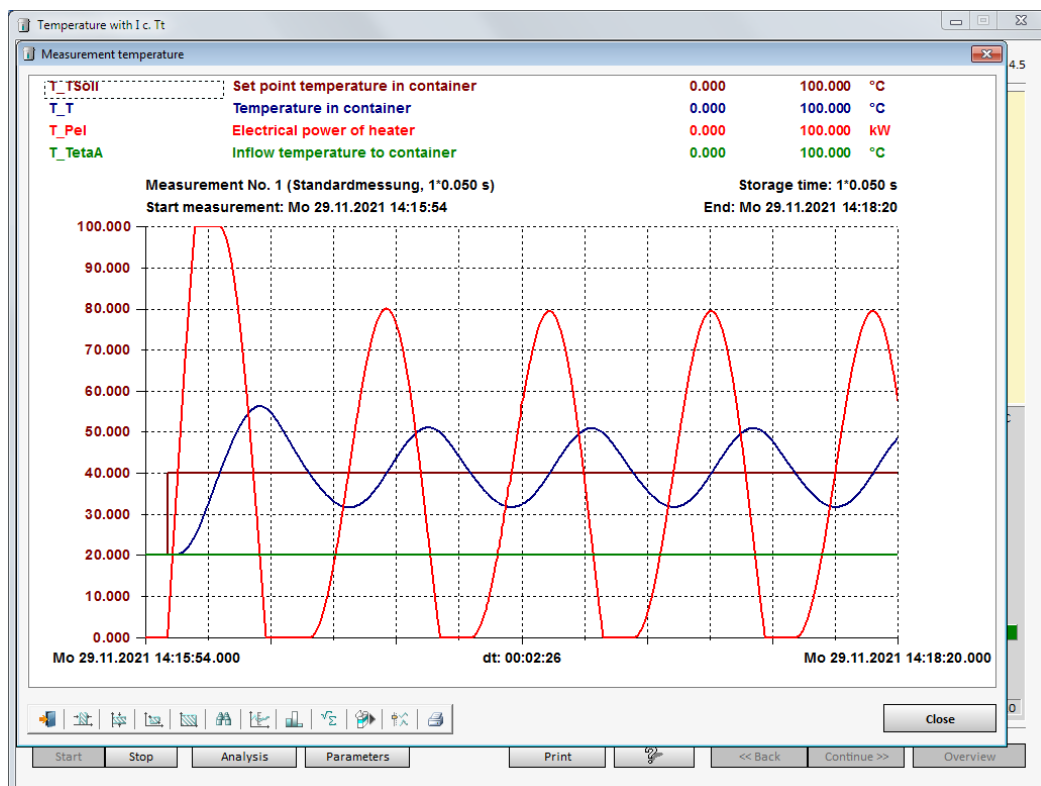 Temperature with I c. Tt
Measurement temperature
4.5
T_TSoll Set point temperature in container 0.000 100.000 °C
T_T Temperature in container 0.000 100.000 °C
T_Pel Electrical power of heater 0.000 100.000 kW
T_TetaA Inflow temperature to container 0.000 100.000 °C
Measurement No. 1 (Standardmessung, 1*0.050 s) Storage time: 1*0.050 s
Start measurement: Mo 29.11.2021 14:15:54 End: Mo 29.11.2021 14:18:20
100.000
90.000
80.000
70.000
60.000
50.000
40.000
30.000
20.000
10.000
0.000
Mo 29.11.2021 14:15:54.000 dt: 00:02:26 Mo 29.11.2021 14:18:20.000
Close
Start Stop Analysis Parameters Print << Back Continue >> Overview